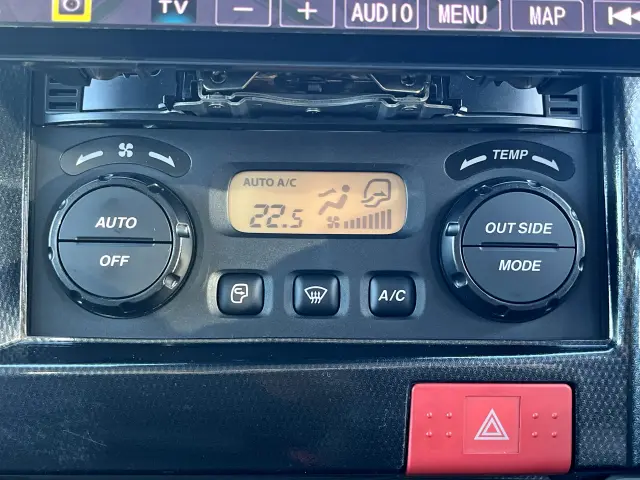 TV
− + AUDIO MENU MAP
TEMP
AUTO A/C
22.5
AUTO
OFF
OUT SIDE
MODE
A/C